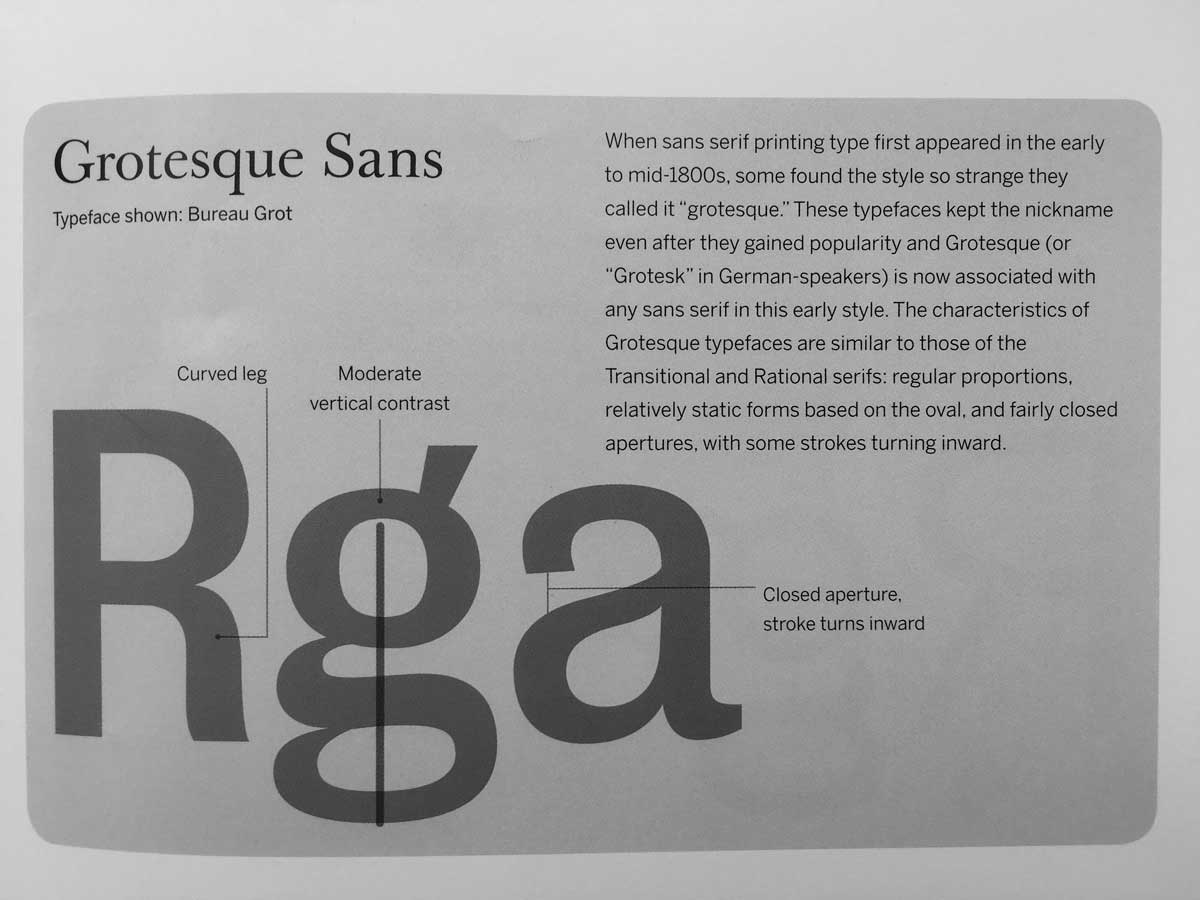 Grotesque Sans
Typeface shown: Bureau Grot
When sans serif printing type first appeared in the early
to mid-1800s, some found the style so strange they
called it “grotesque.” These typefaces kept the nickname
even after they gained popularity and Grotesque (or
“Grotesk” in German-speakers) is now associated with
any sans serif in this early style. The characteristics of
Grotesque typefaces are similar to those of the
Transitional and Rational serifs: regular proportions,
relatively static forms based on the oval, and fairly closed
apertures, with some strokes turning inward.
Curved leg
Moderate
vertical contrast
Rga
Closed aperture,
stroke turns inward